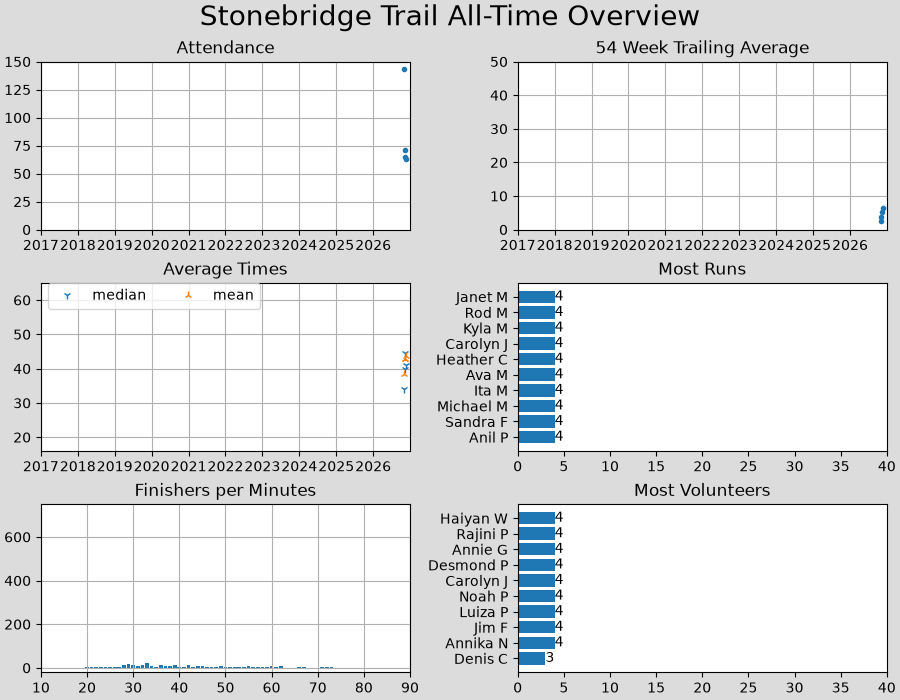 Stonebridge Trail All-Time Overview
Attendance
150
125
100
75
50
25
0
2017 2018 2019 2020 2021 2022 2023 2024 2025 2026
54 Week Trailing Average
50
40
30
20
10
0
2017 2018 2019 2020 2021 2022 2023 2024 2025 2026
Average Times
median mean
60
50
40
30
20
2017 2018 2019 2020 2021 2022 2023 2024 2025 2026
Most Runs
Janet M 4
Rod M 4
Kyla M 4
Carolyn J 4
Heather C 4
Ava M 4
Ita M 4
Michael M 4
Sandra F 4
Anil P 4
0 5 10 15 20 25 30 35 40
Finishers per Minutes
600
400
200
0
10 20 30 40 50 60 70 80 90
Most Volunteers
Haiyan W 4
Rajini P 4
Annie G 4
Desmond P 4
Carolyn J 4
Noah P 4
Luiza P 4
Jim F 4
Annika N 4
Denis C 3
0 5 10 15 20 25 30 35 40